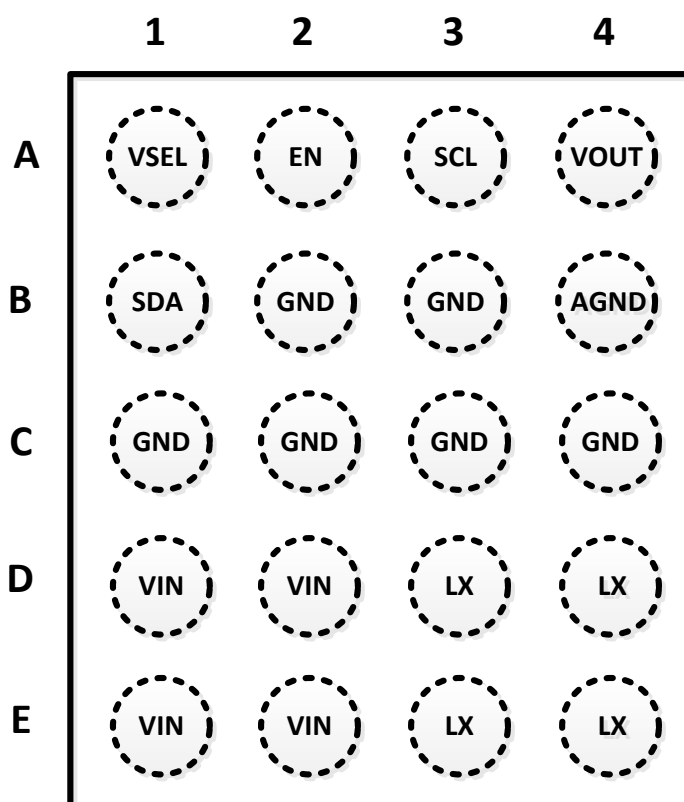 1 2 3 4
A VSEL EN SCL VOUT
B SDA GND GND AGND
C GND GND GND GND
D VIN VIN LX LX
E VIN VIN LX LX